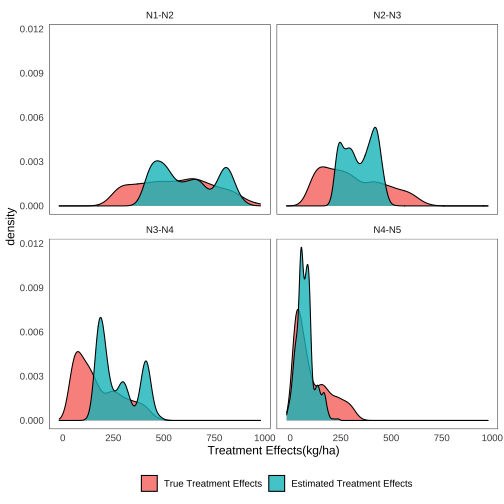 N1-N2 N2-N3
0.012
0.009
0.006
0.003
0.000
density
N3-N4 N4-N5
0.012
0.009
0.006
0.003
0.000
0 250 500 750 1000 0 250 500 750 1000
Treatment Effects(kg/ha)
True Treatment Effects Estimated Treatment Effects